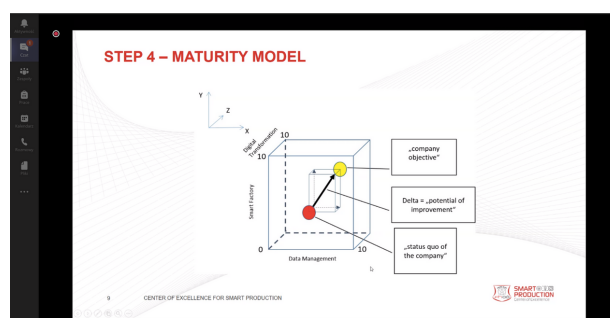 STEP 4 – MATURITY MODEL
Y
Z
X
Digital
Transformation
10
10
Smart Factory
0
Data Management
10
„company
objective"
Delta = „potential of
improvement"
„status quo of
the company"
9
CENTER OF EXCELLENCE FOR SMART PRODUCTION
SMART
PRODUCTION